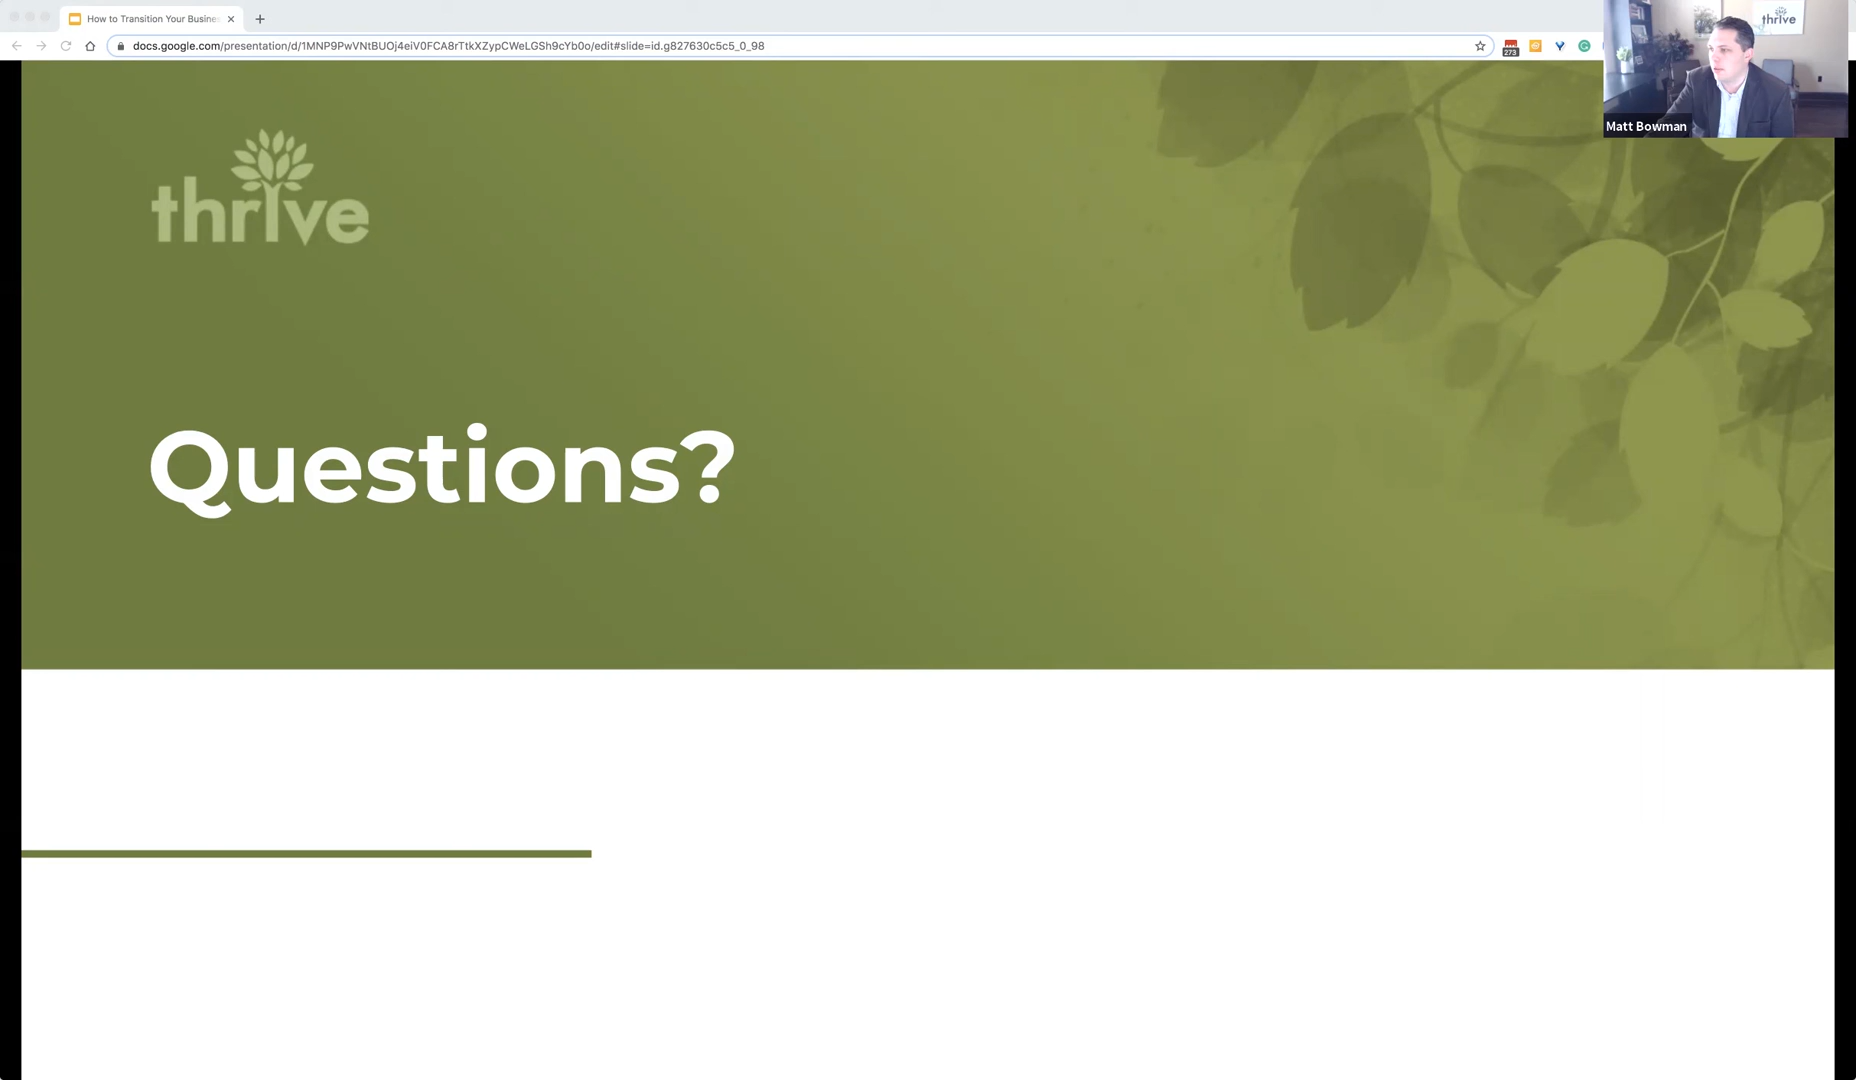 How to Transition Your Busine
docs.google.com/presentation/d/1MNP9PwVNtBUOj4eiV0FCA8rTtkXZypCWeLGSh9cYb0o/edit#slide=id.g827630c5c5_0_98
273
thrive
Matt Bowman
thrive
Questions?